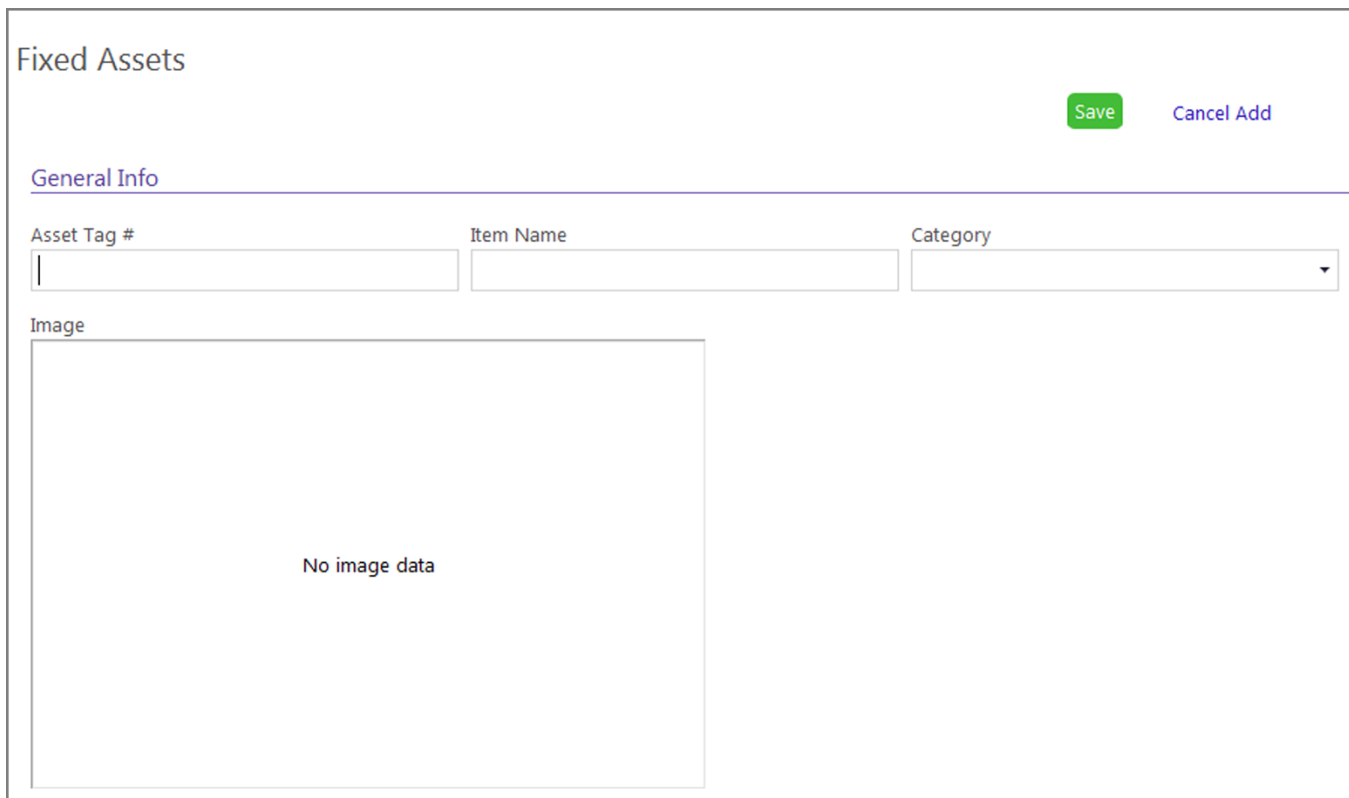 Fixed Assets
Save Cancel Add
General Info
Asset Tag # Item Name Category
Image
No image data